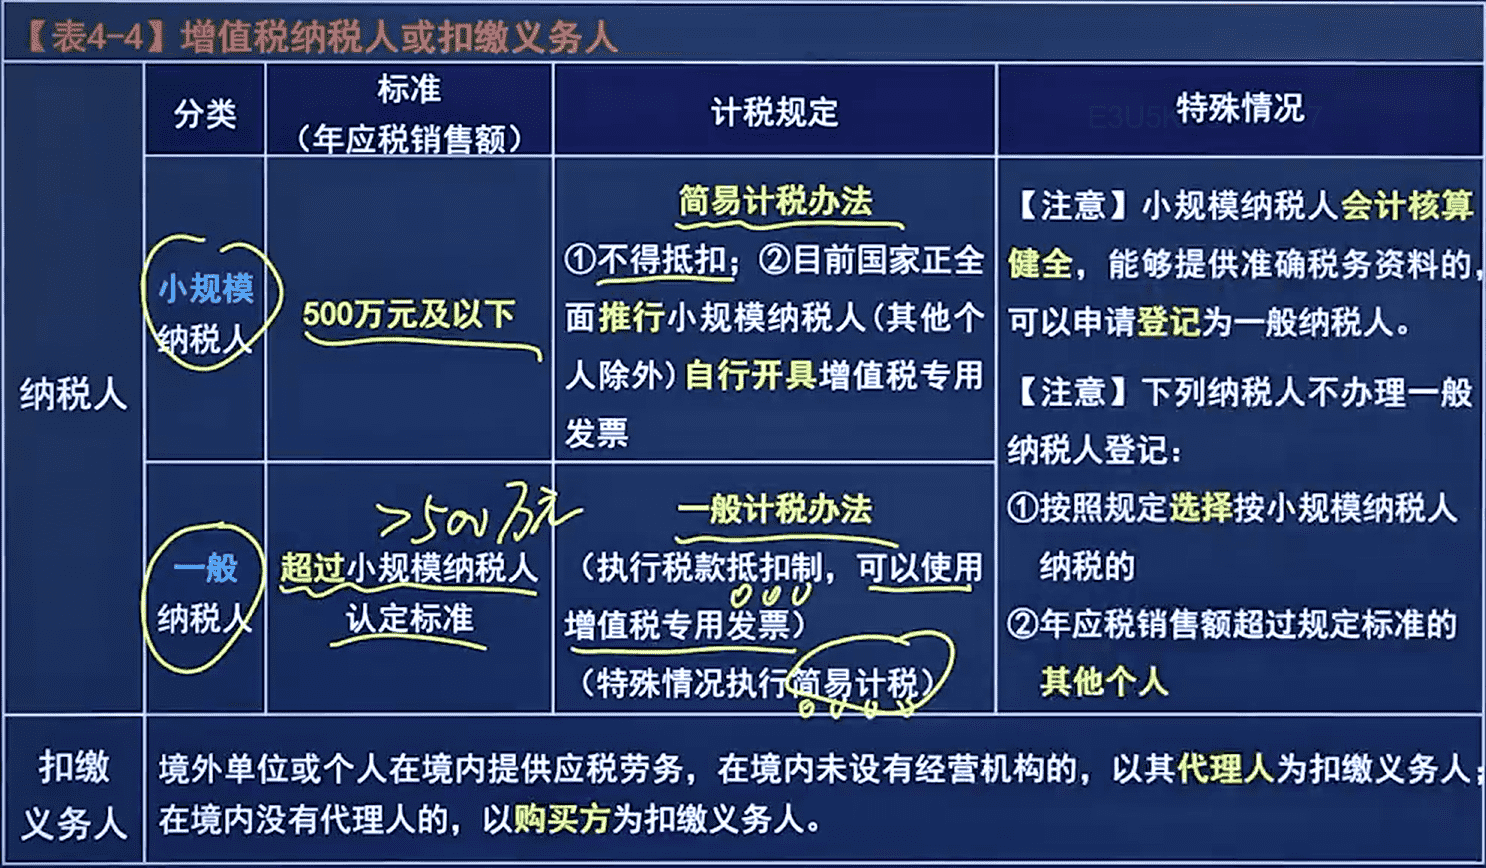 【表4-4】增值税纳税人或扣缴义务人
分类
标准
（年应税销售额）
计税规定
特殊情况
纳税人
小规模
纳税人
500万元及以下
简易计税办法
①不得抵扣；②目前国家正全
面推行小规模纳税人(其他个
人除外)自行开具增值税专用
发票
【注意】小规模纳税人会计核算
健全，能够提供准确税务资料的，
可以申请登记为一般纳税人。
【注意】下列纳税人不办理一般
纳税人登记：
①按照规定选择按小规模纳税人
纳税的
②年应税销售额超过规定标准的
其他个人
一般
纳税人
>500万元
超过小规模纳税人
认定标准
一般计税办法
（执行税款抵扣制，可以使用
增值税专用发票）
（特殊情况执行简易计税）
扣缴
义务人
境外单位或个人在境内提供应税劳务，在境内未设有经营机构的，以其代理人为扣缴义务人；
在境内没有代理人的，以购买方为扣缴义务人。